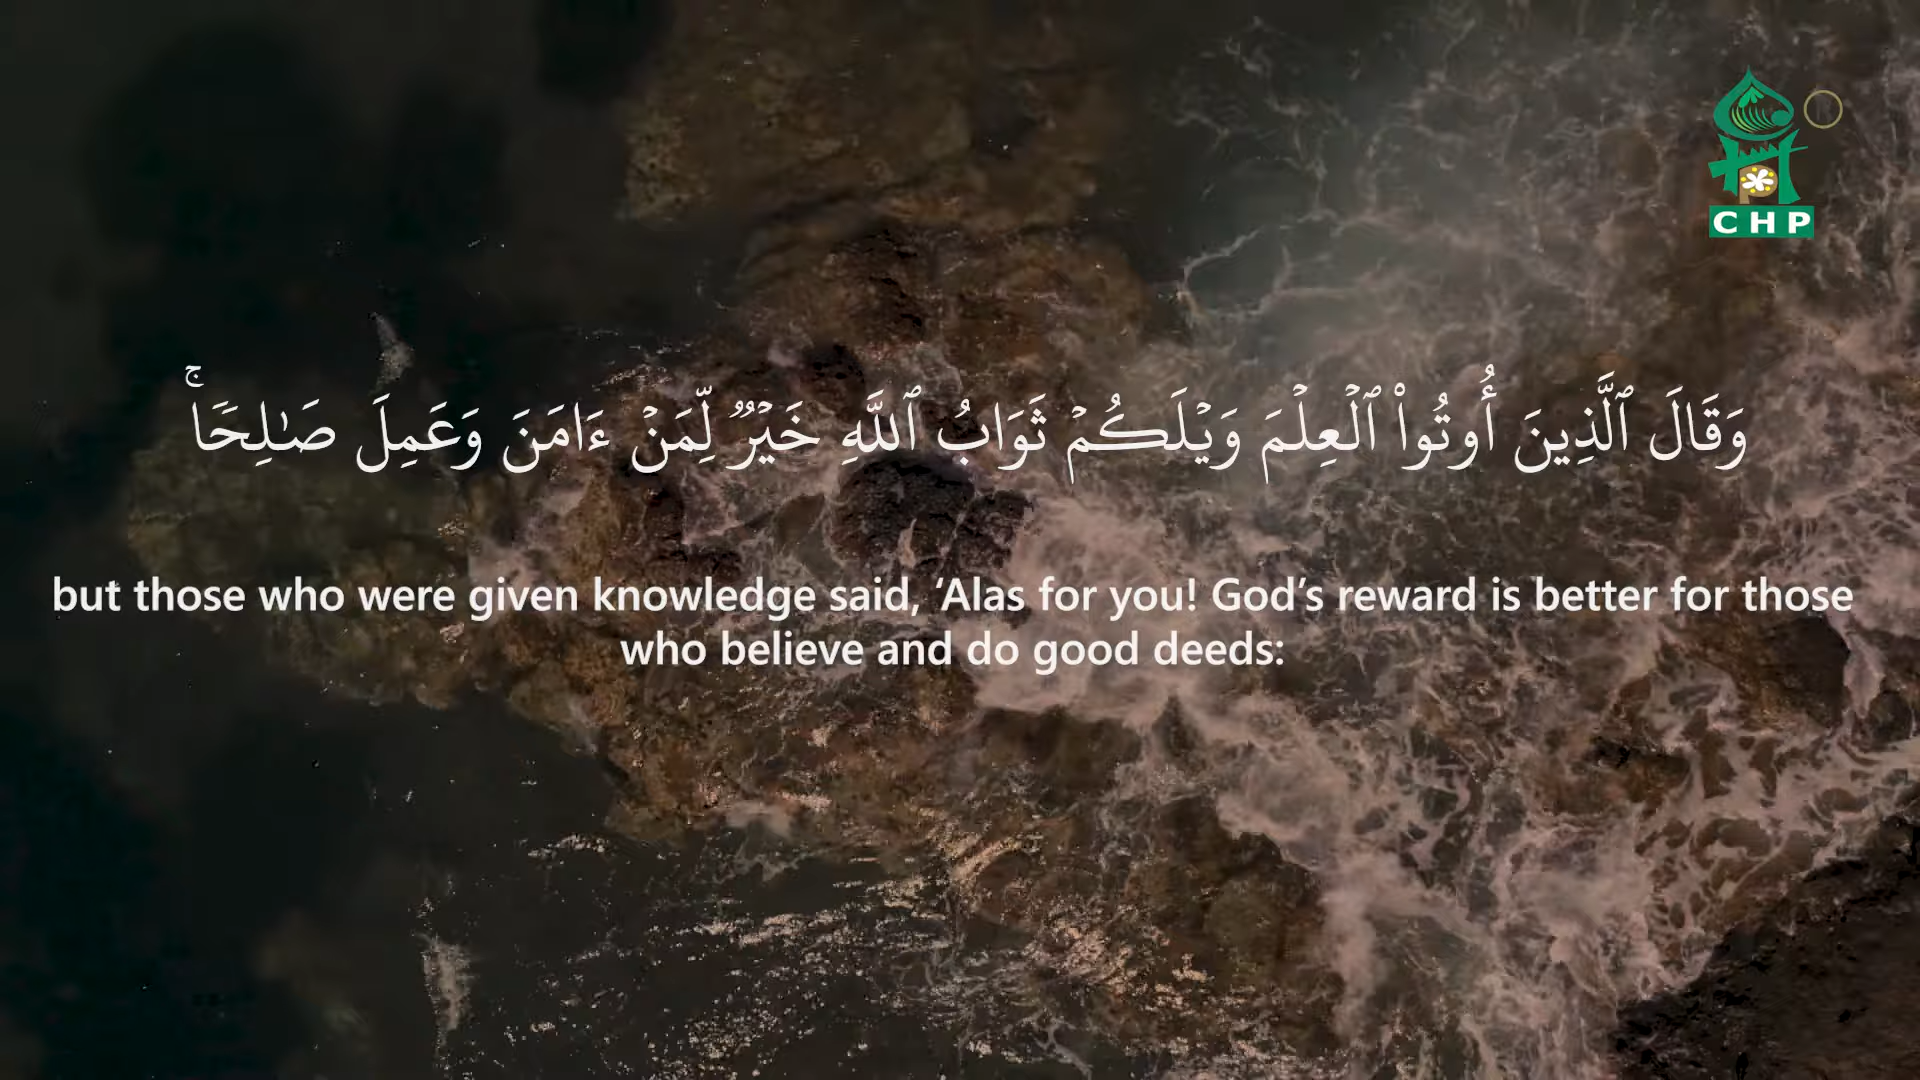 CHP
وَقَالَ ٱلَّذِينَ أُوتُوا۟ ٱلْعِلْمَ وَيْلَكُمْ ثَوَابُ ٱللَّهِ خَيْرٌ لِّمَنْ ءَامَنَ وَعَمِلَ صَـٰلِحًا ۚ
but those who were given knowledge said, ‘Alas for you! God’s reward is better for those
who believe and do good deeds: